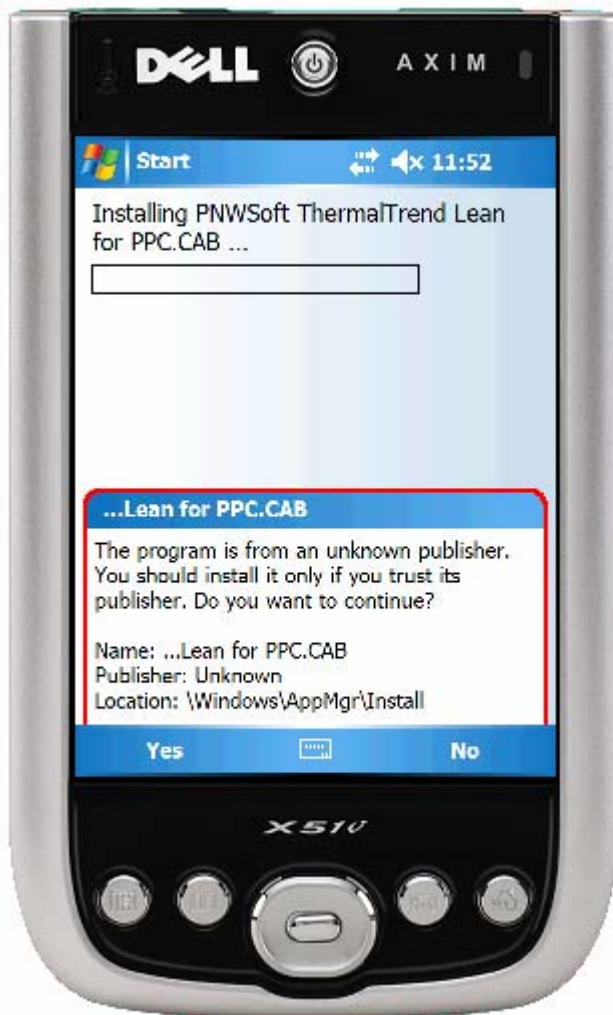 DELL AXIM
Start 11:52
Installing PNWSoft ThermalTrend Lean
for PPC.CAB ...
...Lean for PPC.CAB
The program is from an unknown publisher.
You should install it only if you trust its
publisher. Do you want to continue?
Name: ...Lean for PPC.CAB
Publisher: Unknown
Location: \Windows\AppMgr\Install
Yes No
X51v